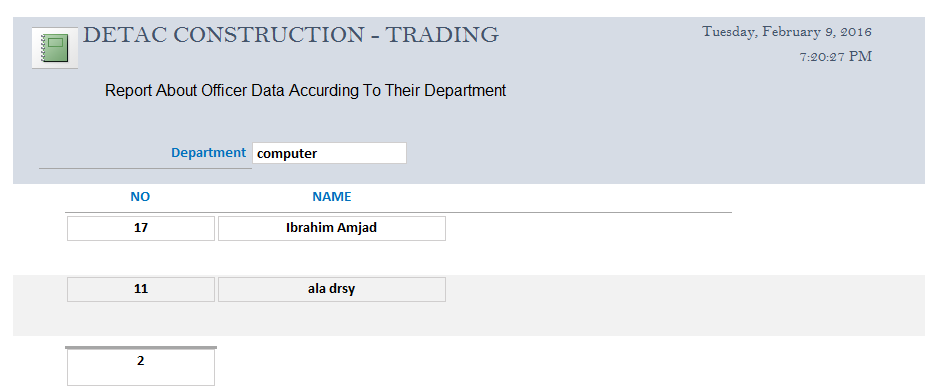 DETAC CONSTRUCTION - TRADING
Tuesday, February 9, 2016
7:20:27 PM
Report About Officer Data Accurding To Their Department
Department computer
NO NAME
17 Ibrahim Amjad
11 ala drsy
2